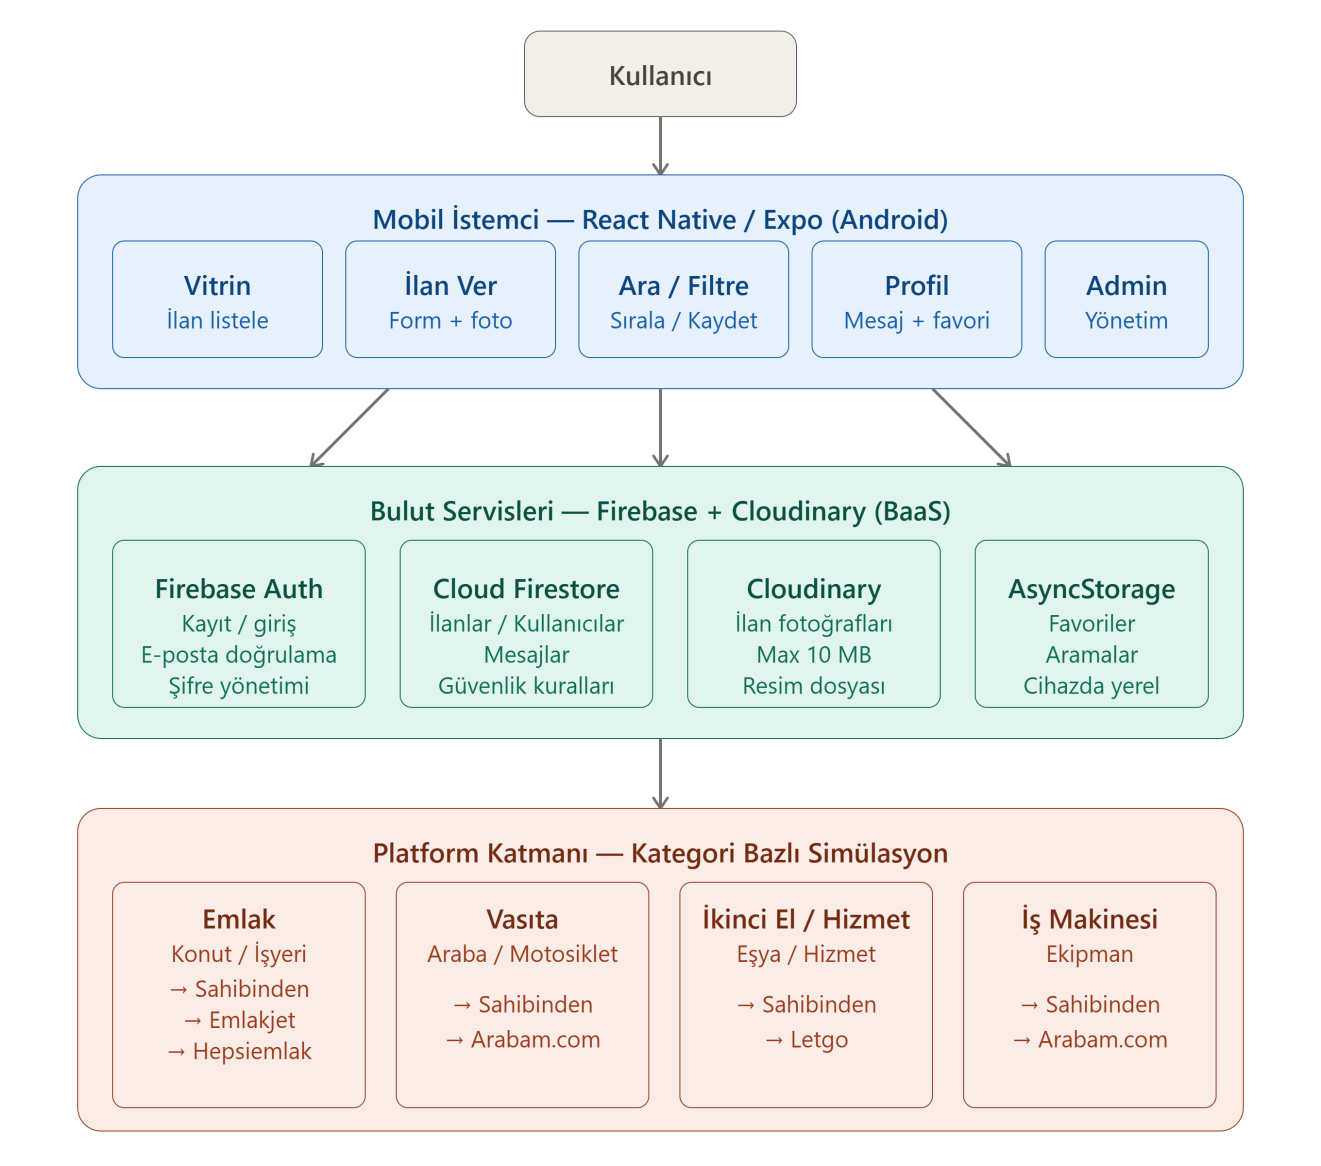 Kullanıcı
Mobil İstemci — React Native / Expo (Android)
Vitrin
İlan listele
İlan Ver
Form + foto
Ara / Filtre
Sırala / Kaydet
Profil
Mesaj + favori
Admin
Yönetim
Bulut Servisleri — Firebase + Cloudinary (BaaS)
Firebase Auth
Kayıt / giriş
E-posta doğrulama
Şifre yönetimi
Cloud Firestore
İlanlar / Kullanıcılar
Mesajlar
Güvenlik kuralları
Cloudinary
İlan fotoğrafları
Max 10 MB
Resim dosyası
AsyncStorage
Favoriler
Aramalar
Cihazda yerel
Platform Katmanı — Kategori Bazlı Simülasyon
Emlak
Konut / İşyeri
→ Sahibinden
→ Emlakjet
→ Hepsiemlak
Vasıta
Araba / Motosiklet
→ Sahibinden
→ Arabam.com
İkinci El / Hizmet
Eşya / Hizmet
→ Sahibinden
→ Letgo
İş Makinesi
Ekipman
→ Sahibinden
→ Arabam.com